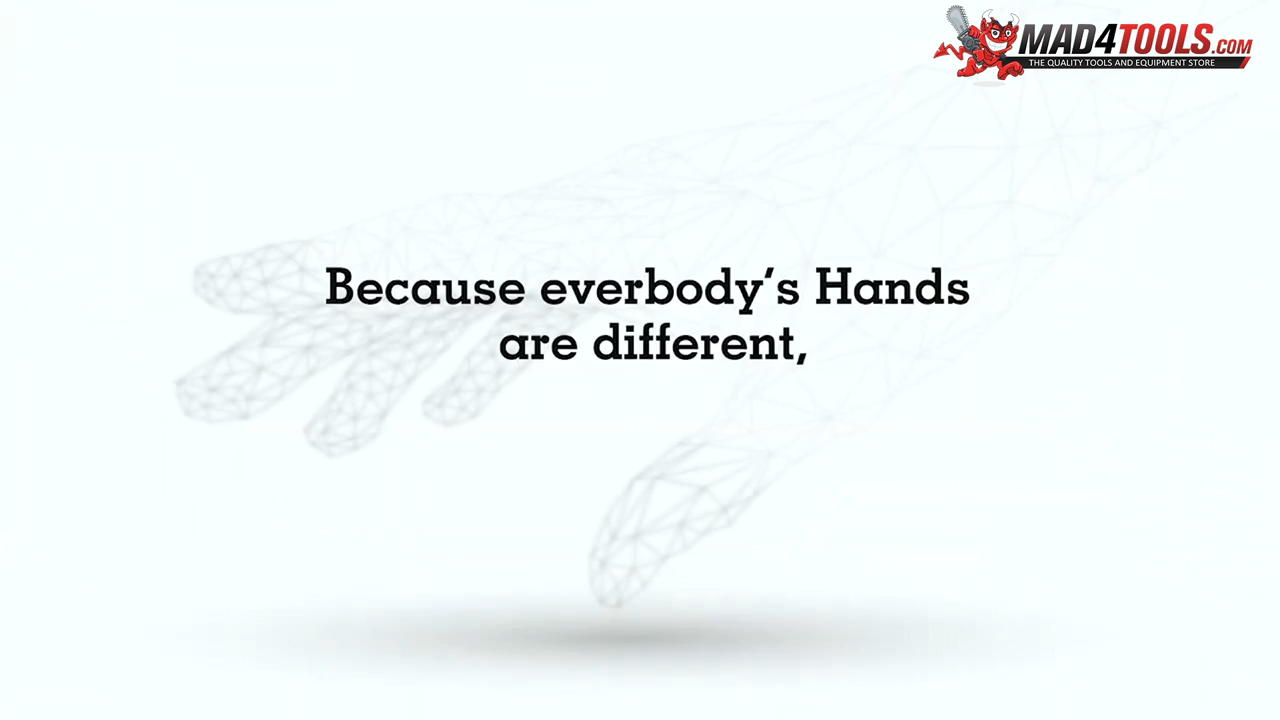 MAD4TOOLS.COM
THE QUALITY TOOLS AND EQUIPMENT STORE
Because everbody's Hands
are different,